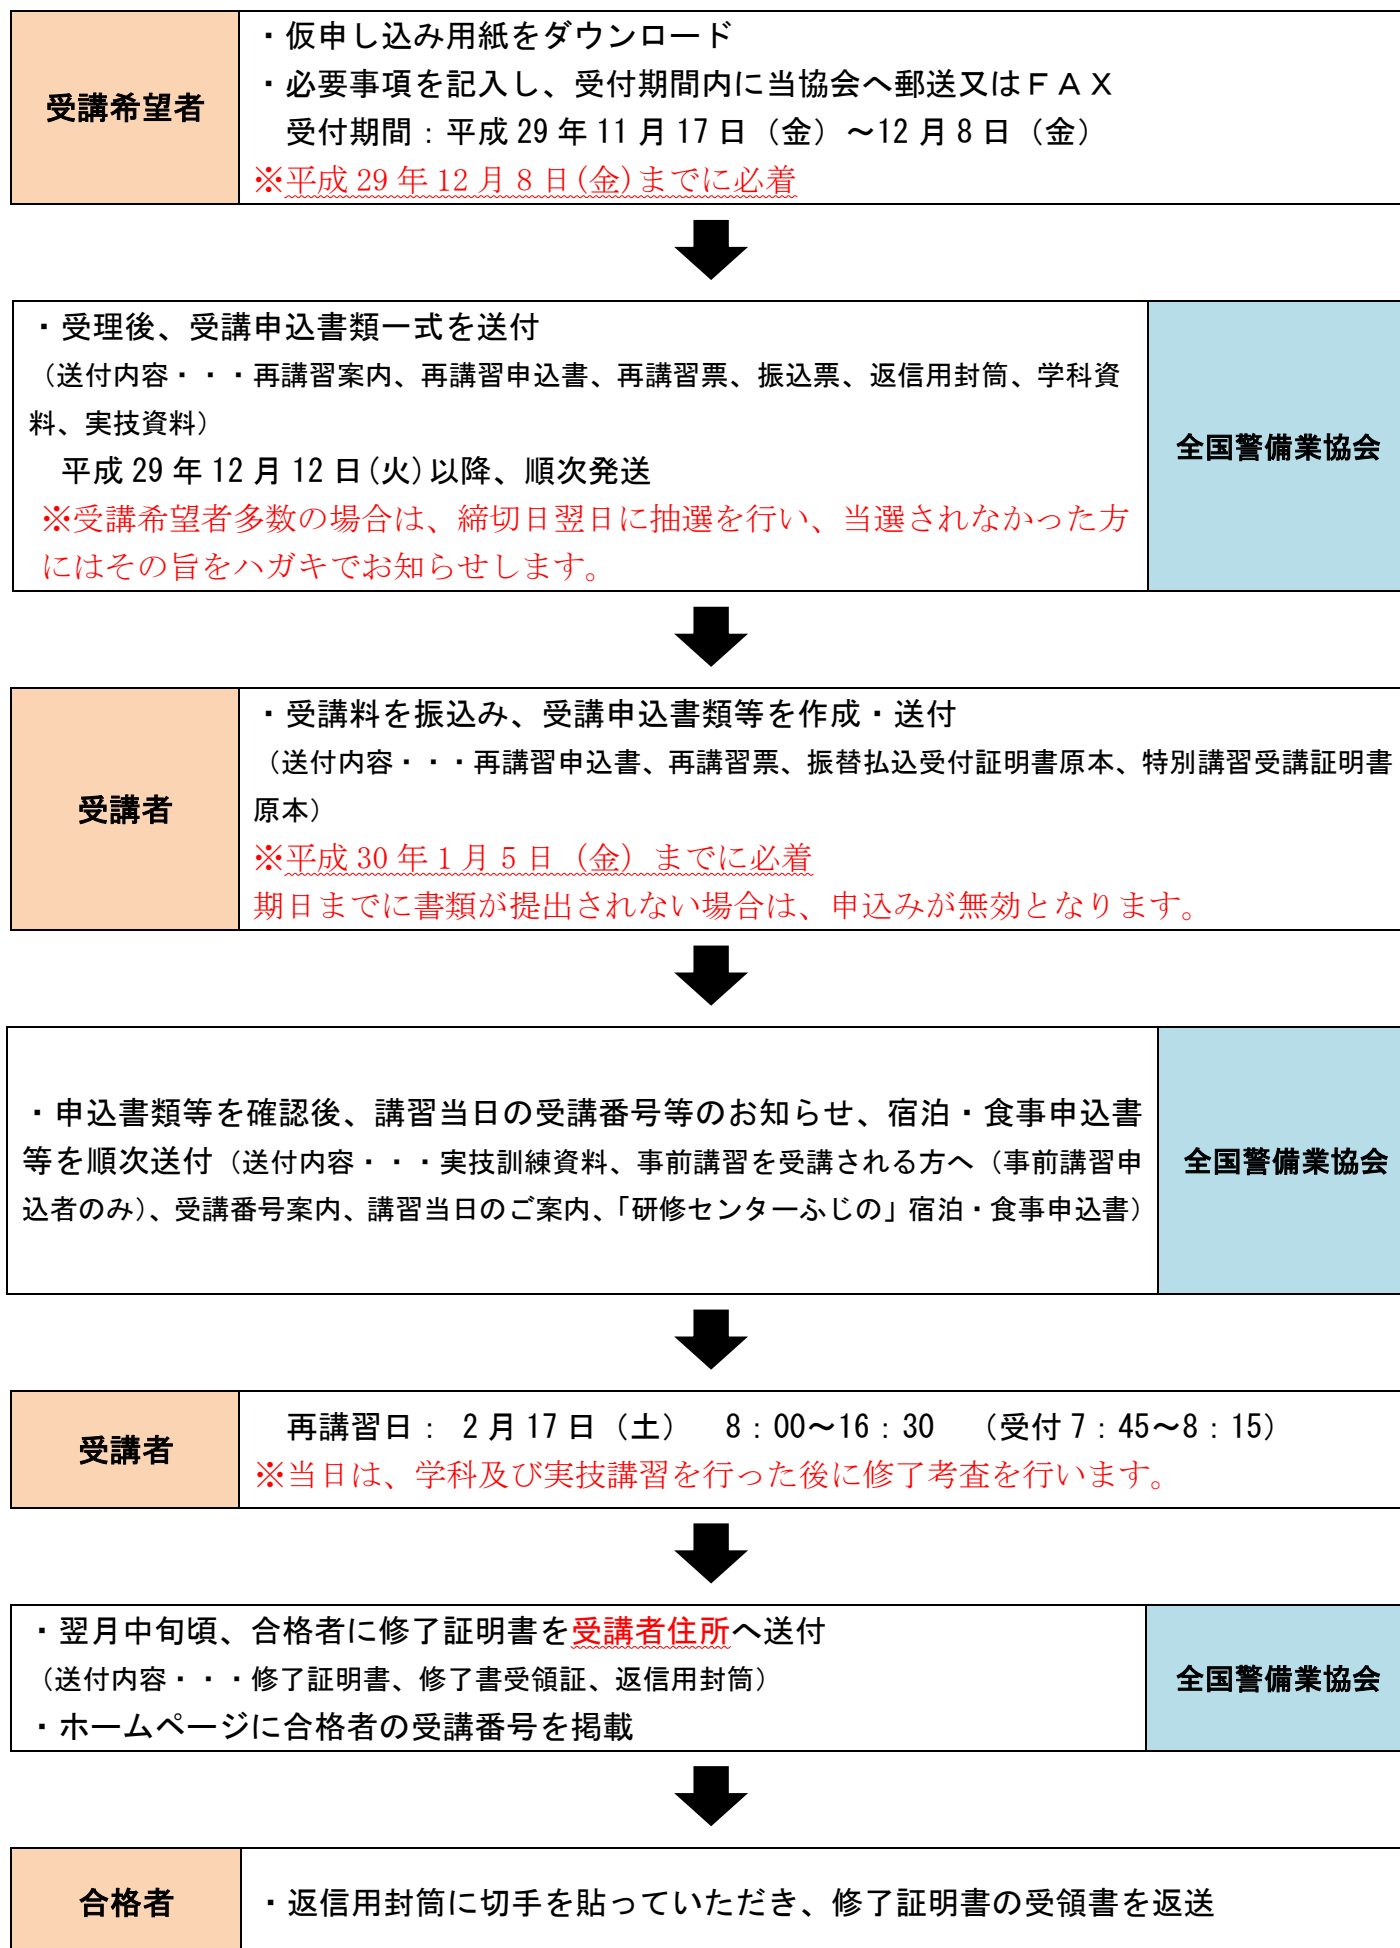 受講希望者
・仮申し込み用紙をダウンロード
・必要事項を記入し、受付期間内に当協会へ郵送又はＦＡＸ
受付期間：平成 29 年 11 月 17 日（金）～12 月 8 日（金）
※平成 29 年 12 月 8 日(金)までに必着
・受理後、受講申込書類一式を送付
（送付内容・・・再講習案内、再講習申込書、再講習票、振込票、返信用封筒、学科資
料、実技資料）
平成 29 年 12 月 12 日(火)以降、順次発送
※受講希望者多数の場合は、締切日翌日に抽選を行い、当選されなかった方
にはその旨をハガキでお知らせします。
全国警備業協会
受講者
・受講料を振込み、受講申込書類等を作成・送付
（送付内容・・・再講習申込書、再講習票、振替払込受付証明書原本、特別講習受講証明書
原本）
※平成 30 年 1 月 5 日（金）までに必着
期日までに書類が提出されない場合は、申込みが無効となります。
・申込書類等を確認後、講習当日の受講番号等のお知らせ、宿泊・食事申込書
等を順次送付（送付内容・・・実技訓練資料、事前講習を受講される方へ（事前講習申
込者のみ）、受講番号案内、講習当日のご案内、「研修センターふじの」宿泊・食事申込書）
全国警備業協会
受講者
再講習日： 2 月 17 日（土） 8：00～16：30 （受付 7：45～8：15）
※当日は、学科及び実技講習を行った後に修了考査を行います。
・翌月中旬頃、合格者に修了証明書を受講者住所へ送付
（送付内容・・・修了証明書、修了書受領証、返信用封筒）
・ホームページに合格者の受講番号を掲載
全国警備業協会
合格者
・返信用封筒に切手を貼っていただき、修了証明書の受領書を返送